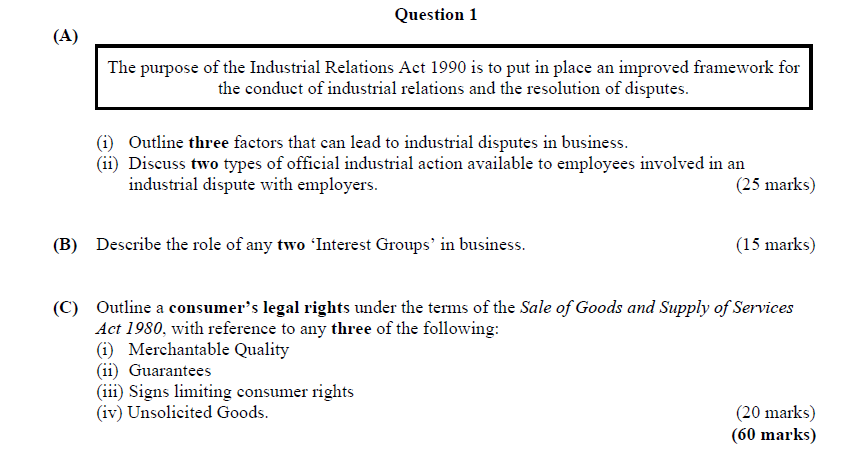 Question 1
(A)
The purpose of the Industrial Relations Act 1990 is to put in place an improved framework for
the conduct of industrial relations and the resolution of disputes.
(i) Outline three factors that can lead to industrial disputes in business.
(ii) Discuss two types of official industrial action available to employees involved in an
industrial dispute with employers. (25 marks)
(B) Describe the role of any two ‘Interest Groups’ in business. (15 marks)
(C) Outline a consumer’s legal rights under the terms of the Sale of Goods and Supply of Services
Act 1980, with reference to any three of the following:
(i) Merchantable Quality
(ii) Guarantees
(iii) Signs limiting consumer rights
(iv) Unsolicited Goods. (20 marks)
(60 marks)